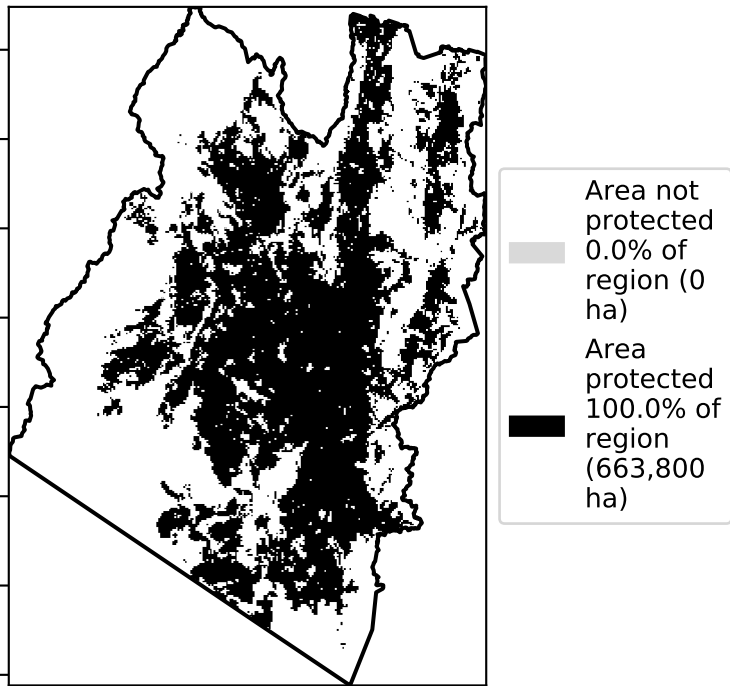 Area not
protected
0.0% of
region (0
ha)
Area
protected
100.0% of
region
(663,800
ha)